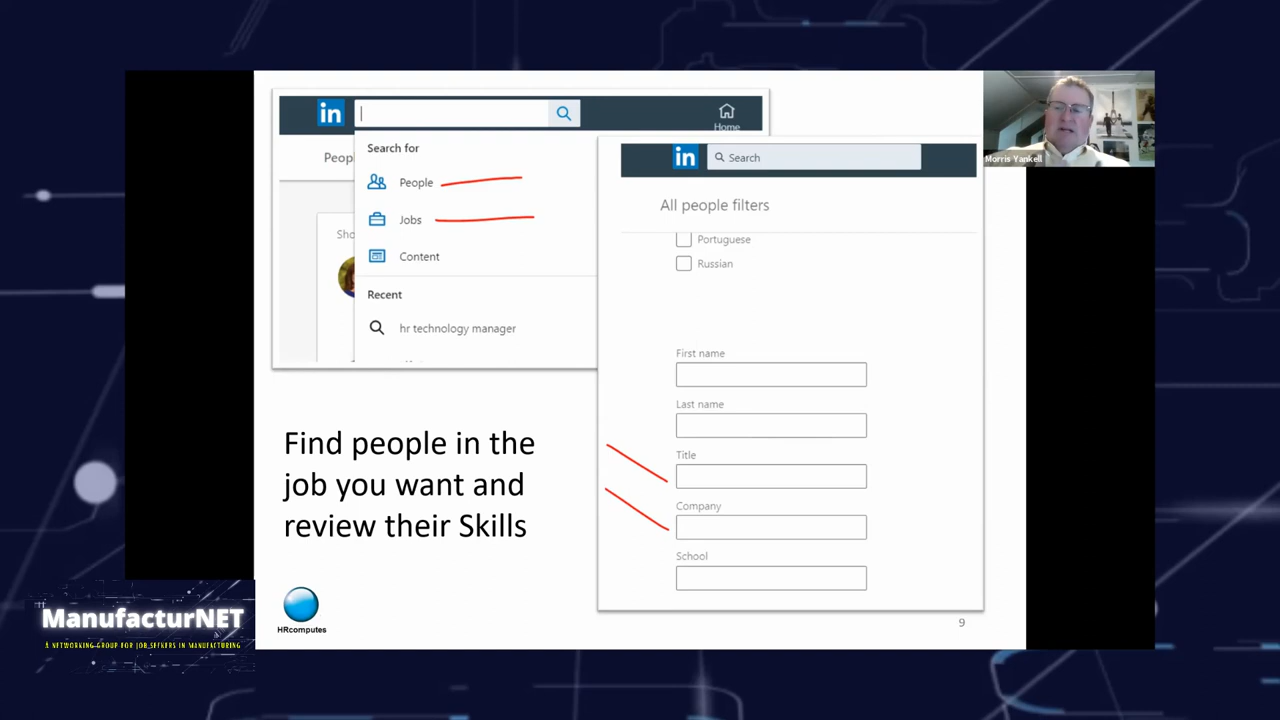 in
Home
Search for
Peopl
People
Jobs
Sho
Content
Recent
hr technology manager
in
Search
All people filters
Portuguese
Russian
First name
Last name
Title
Company
School
Morris Yankell
Find people in the
job you want and
review their Skills
HRcomputes
9
ManufacturNET
A NETWORKING GROUP FOR JOB SEEKERS IN MANUFACTURING